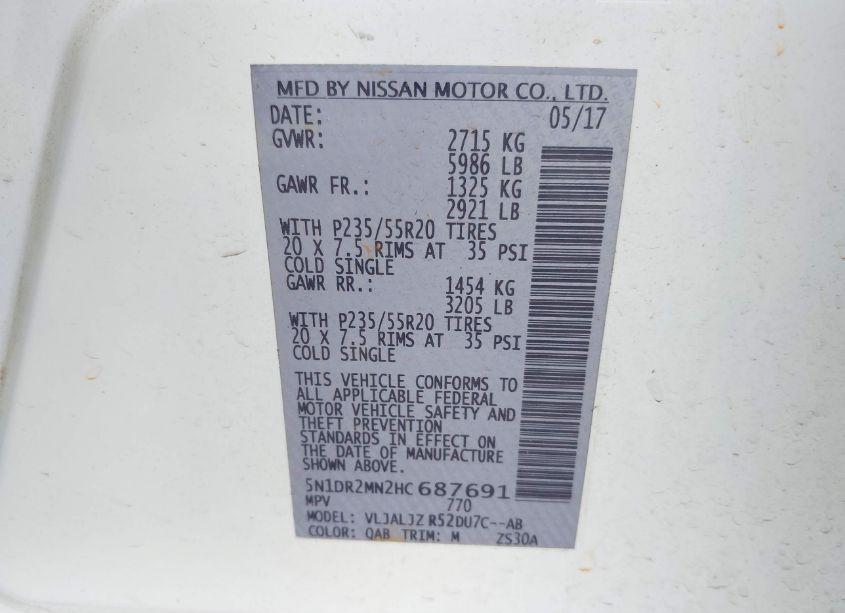 MFD BY NISSAN MOTOR CO., LTD.
DATE: 05/17
GVWR: 2715 KG
5986 LB
GAWR FR.: 1325 KG
2921 LB
WITH P235/55R20 TIRES
20 X 7.5 RIMS AT 35 PSI
COLD SINGLE
GAWR RR.: 1454 KG
3205 LB
WITH P235/55R20 TIRES
20 X 7.5 RIMS AT 35 PSI
COLD SINGLE
THIS VEHICLE CONFORMS TO
ALL APPLICABLE FEDERAL
MOTOR VEHICLE SAFETY AND
THEFT PREVENTION
STANDARDS IN EFFECT ON
THE DATE OF MANUFACTURE
SHOWN ABOVE.
5N1DR2MN2HC687691
MPV 770
MODEL: VLJALJZ R52DU7C--AB
COLOR: QAB TRIM: M ZS30A